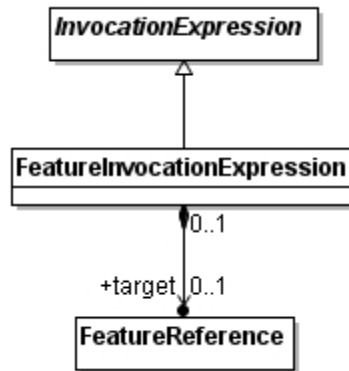 InvocationExpression
FeatureInvocationExpression
0..1
+target 0..1
FeatureReference